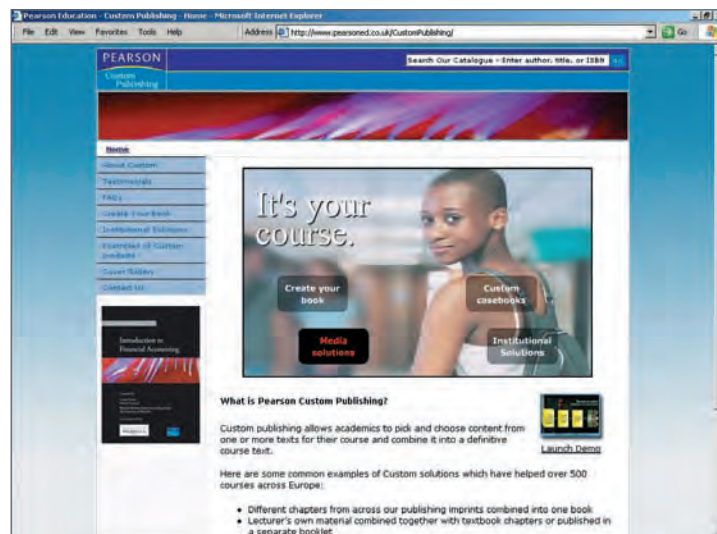 Pearson Education - Custom Publishing - Home - Microsoft Internet Explorer
File Edit View Favorites Tools Help Address http://www.pearsoned.co.uk/CustomPublishing/ Go
PEARSON
Custom
Publishing
Search Our Catalogue - Enter author, title, or ISBN
Home
About Custom
Testimonials
FAQs
Create Your Book
Institutional Solutions
Examples of Custom
Contact Us
It's your
course.
Create your
book
Custom
casebooks
Media
solutions
Institutional
Solutions
Introduction to
Financial Accounting
What is Pearson Custom Publishing?
Custom publishing allows academics to pick and choose content from
one or more texts for their course and combine it into a definitive
course text.
Launch Demo
Here are some common examples of Custom solutions which have helped over 500
courses across Europe:
• Different chapters from across our publishing imprints combined into one book
• Lecturer's own material combined together with textbook chapters or published in
a separate booklet